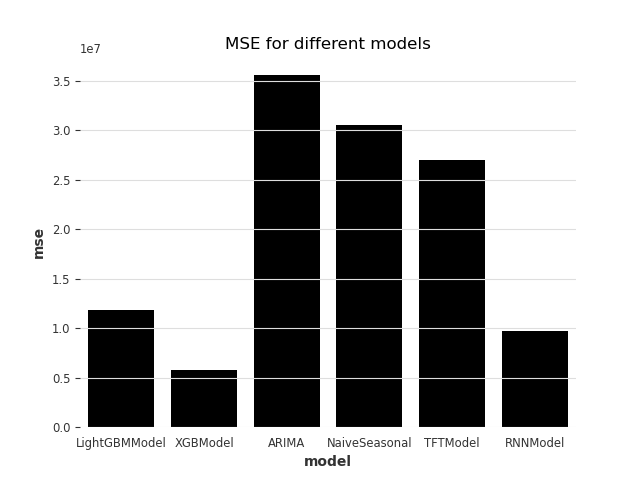 MSE for different models
1e7
3.5
3.0
2.5
2.0
1.5
1.0
0.5
0.0
mse
LightGBMModel XGBModel ARIMA NaiveSeasonal TFTModel RNNModel
model